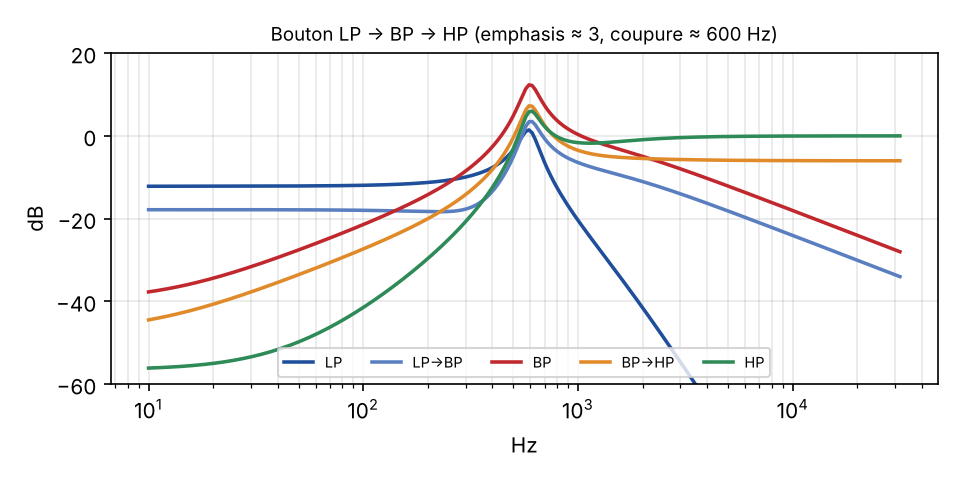 Bouton LP → BP → HP (emphasis ≈ 3, coupure ≈ 600 Hz)
20
0
−20
−40
−60
dB
LP
LP→BP
BP
BP→HP
HP
10¹
10²
10³
10⁴
Hz